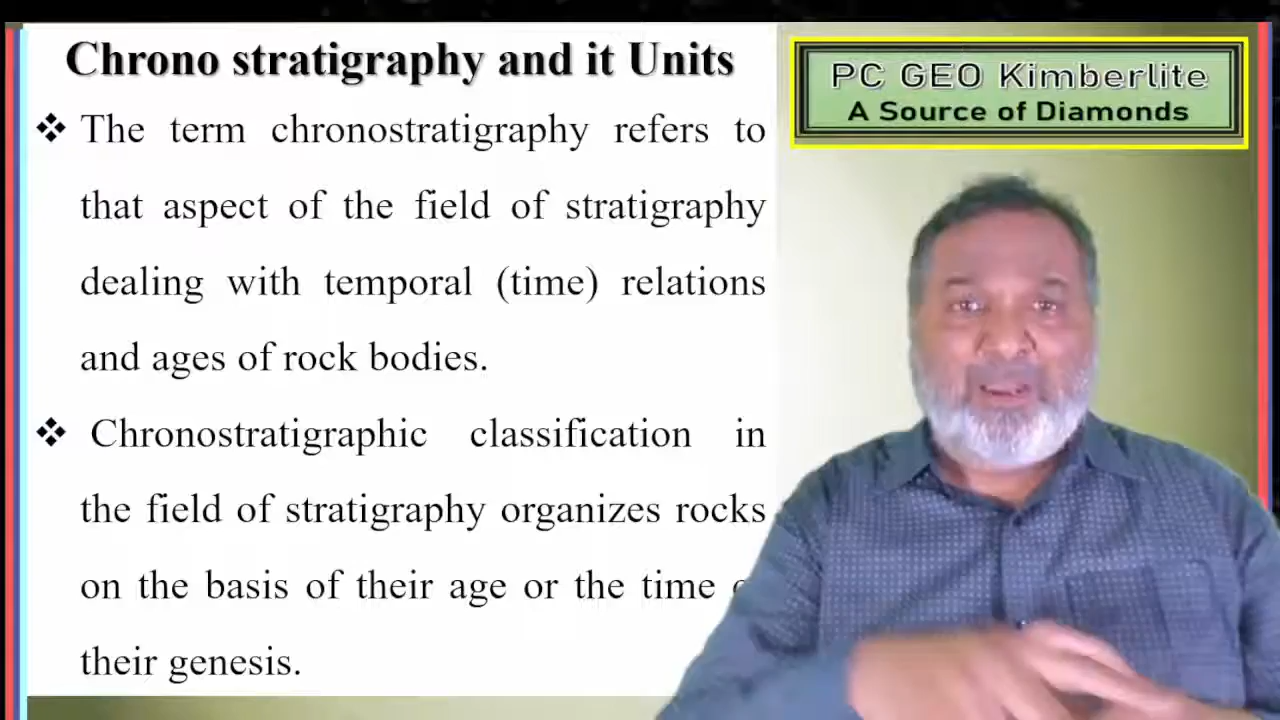 Chrono stratigraphy and it Units
PC GEO Kimberlite
A Source of Diamonds
❖ The term chronostratigraphy refers to
that aspect of the field of stratigraphy
dealing with temporal (time) relations
and ages of rock bodies.
❖ Chronostratigraphic classification in
the field of stratigraphy organizes rocks
on the basis of their age or the time
their genesis.